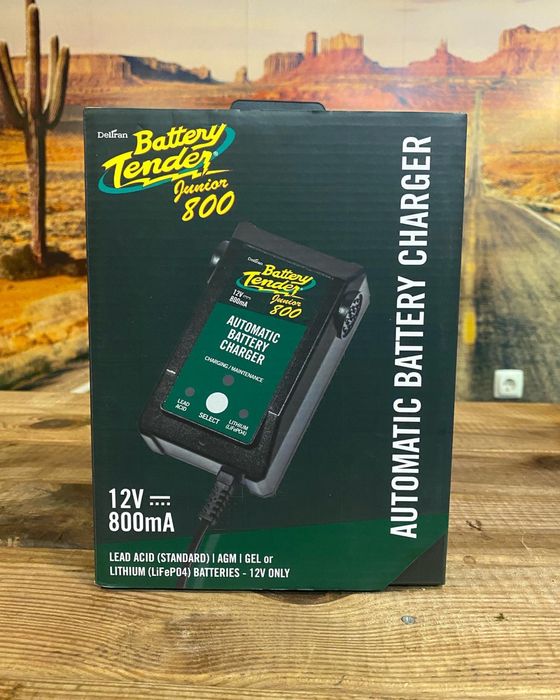 Deltran
Battery
Tender®
Junior
800
AUTOMATIC BATTERY CHARGER
Deltran
Battery
Tender
Junior
800
12V
800mA
AUTOMATIC
BATTERY
CHARGER
CHARGING / MAINTENANCE
LEAD
ACID
SELECT
LITHIUM
(LiFePO4)
12V
800mA
LEAD ACID (STANDARD) | AGM | GEL or
LITHIUM (LiFePO4) BATTERIES - 12V ONLY